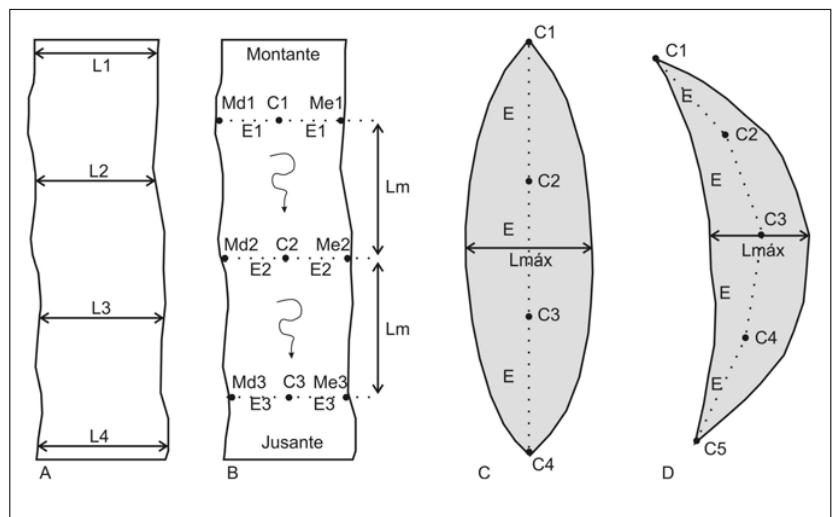 L1
L2
L3
L4
A
Montante
Md1 C1 Me1
E1 E1
Lm
Md2 C2 Me2
E2 E2
Lm
Md3 C3 Me3
E3 E3
Jusante
B
C1
E
C2
E
Lmáx
C3
E
C4
C
C1
E
C2
E
C3
Lmáx
E
C4
E
C5
D